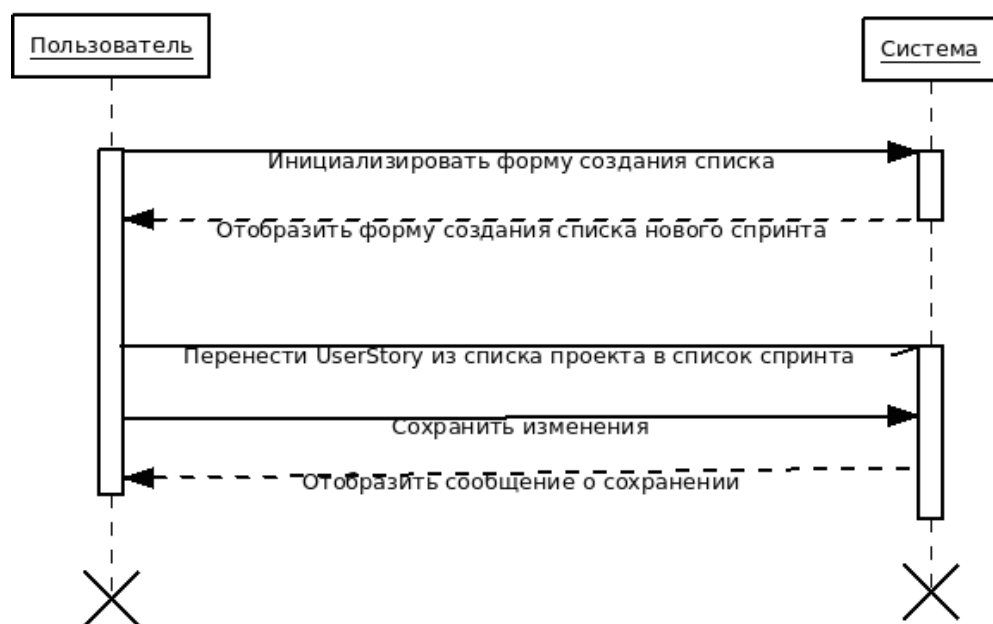 Пользователь
Система
Инициализировать форму создания списка
Отобразить форму создания списка нового спринта
Перенести UserStory из списка проекта в список спринта
Сохранить изменения
Отобразить сообщение о сохранении